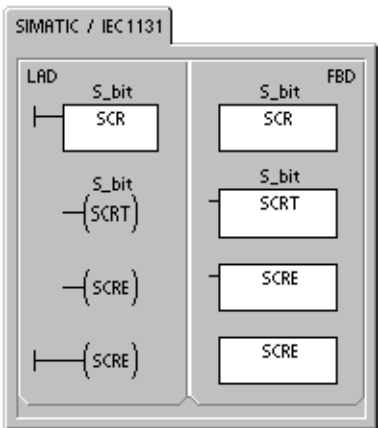 SIMATIC / IEC1131
LAD
FBD
S_bit
SCR
S_bit
SCR
S_bit
SCRT
S_bit
SCRT
SCRE
SCRE
SCRE
SCRE